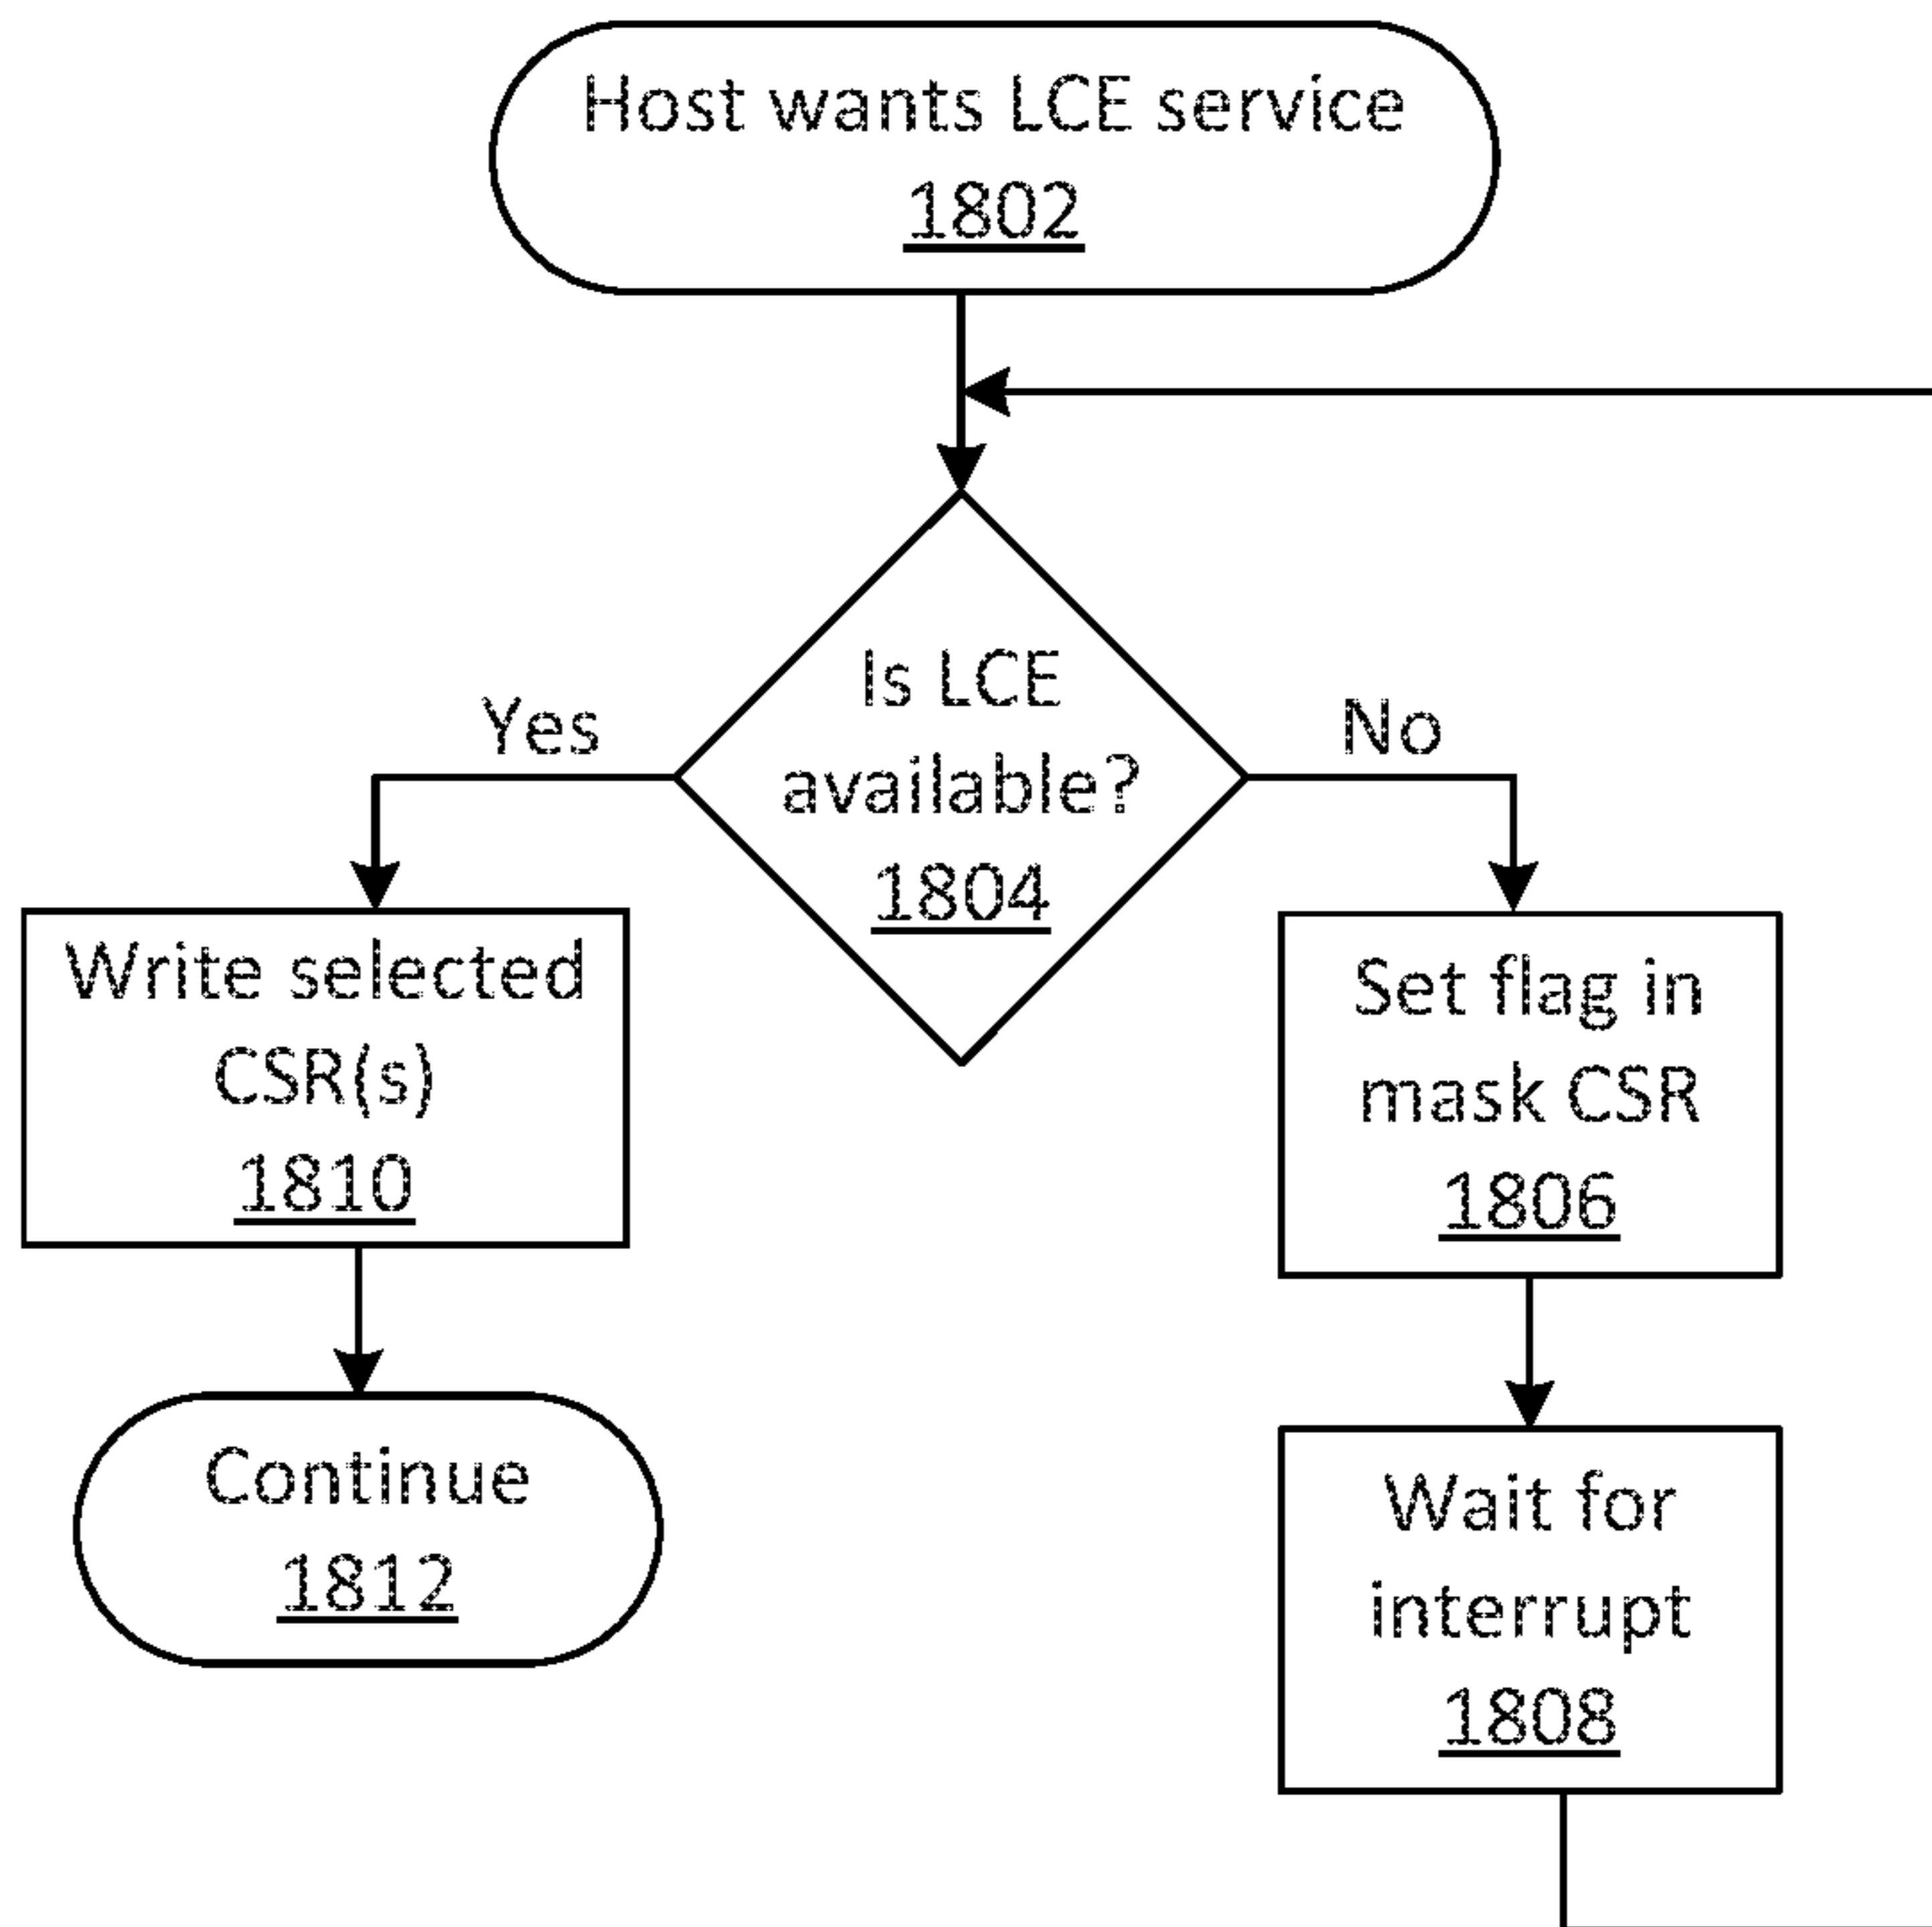 Host wants LCE service
1802
Is LCE
available?
1804
Yes
No
Write selected
CSR(s)
1810
Set flag in
mask CSR
1806
Continue
1812
Wait for
interrupt
1808